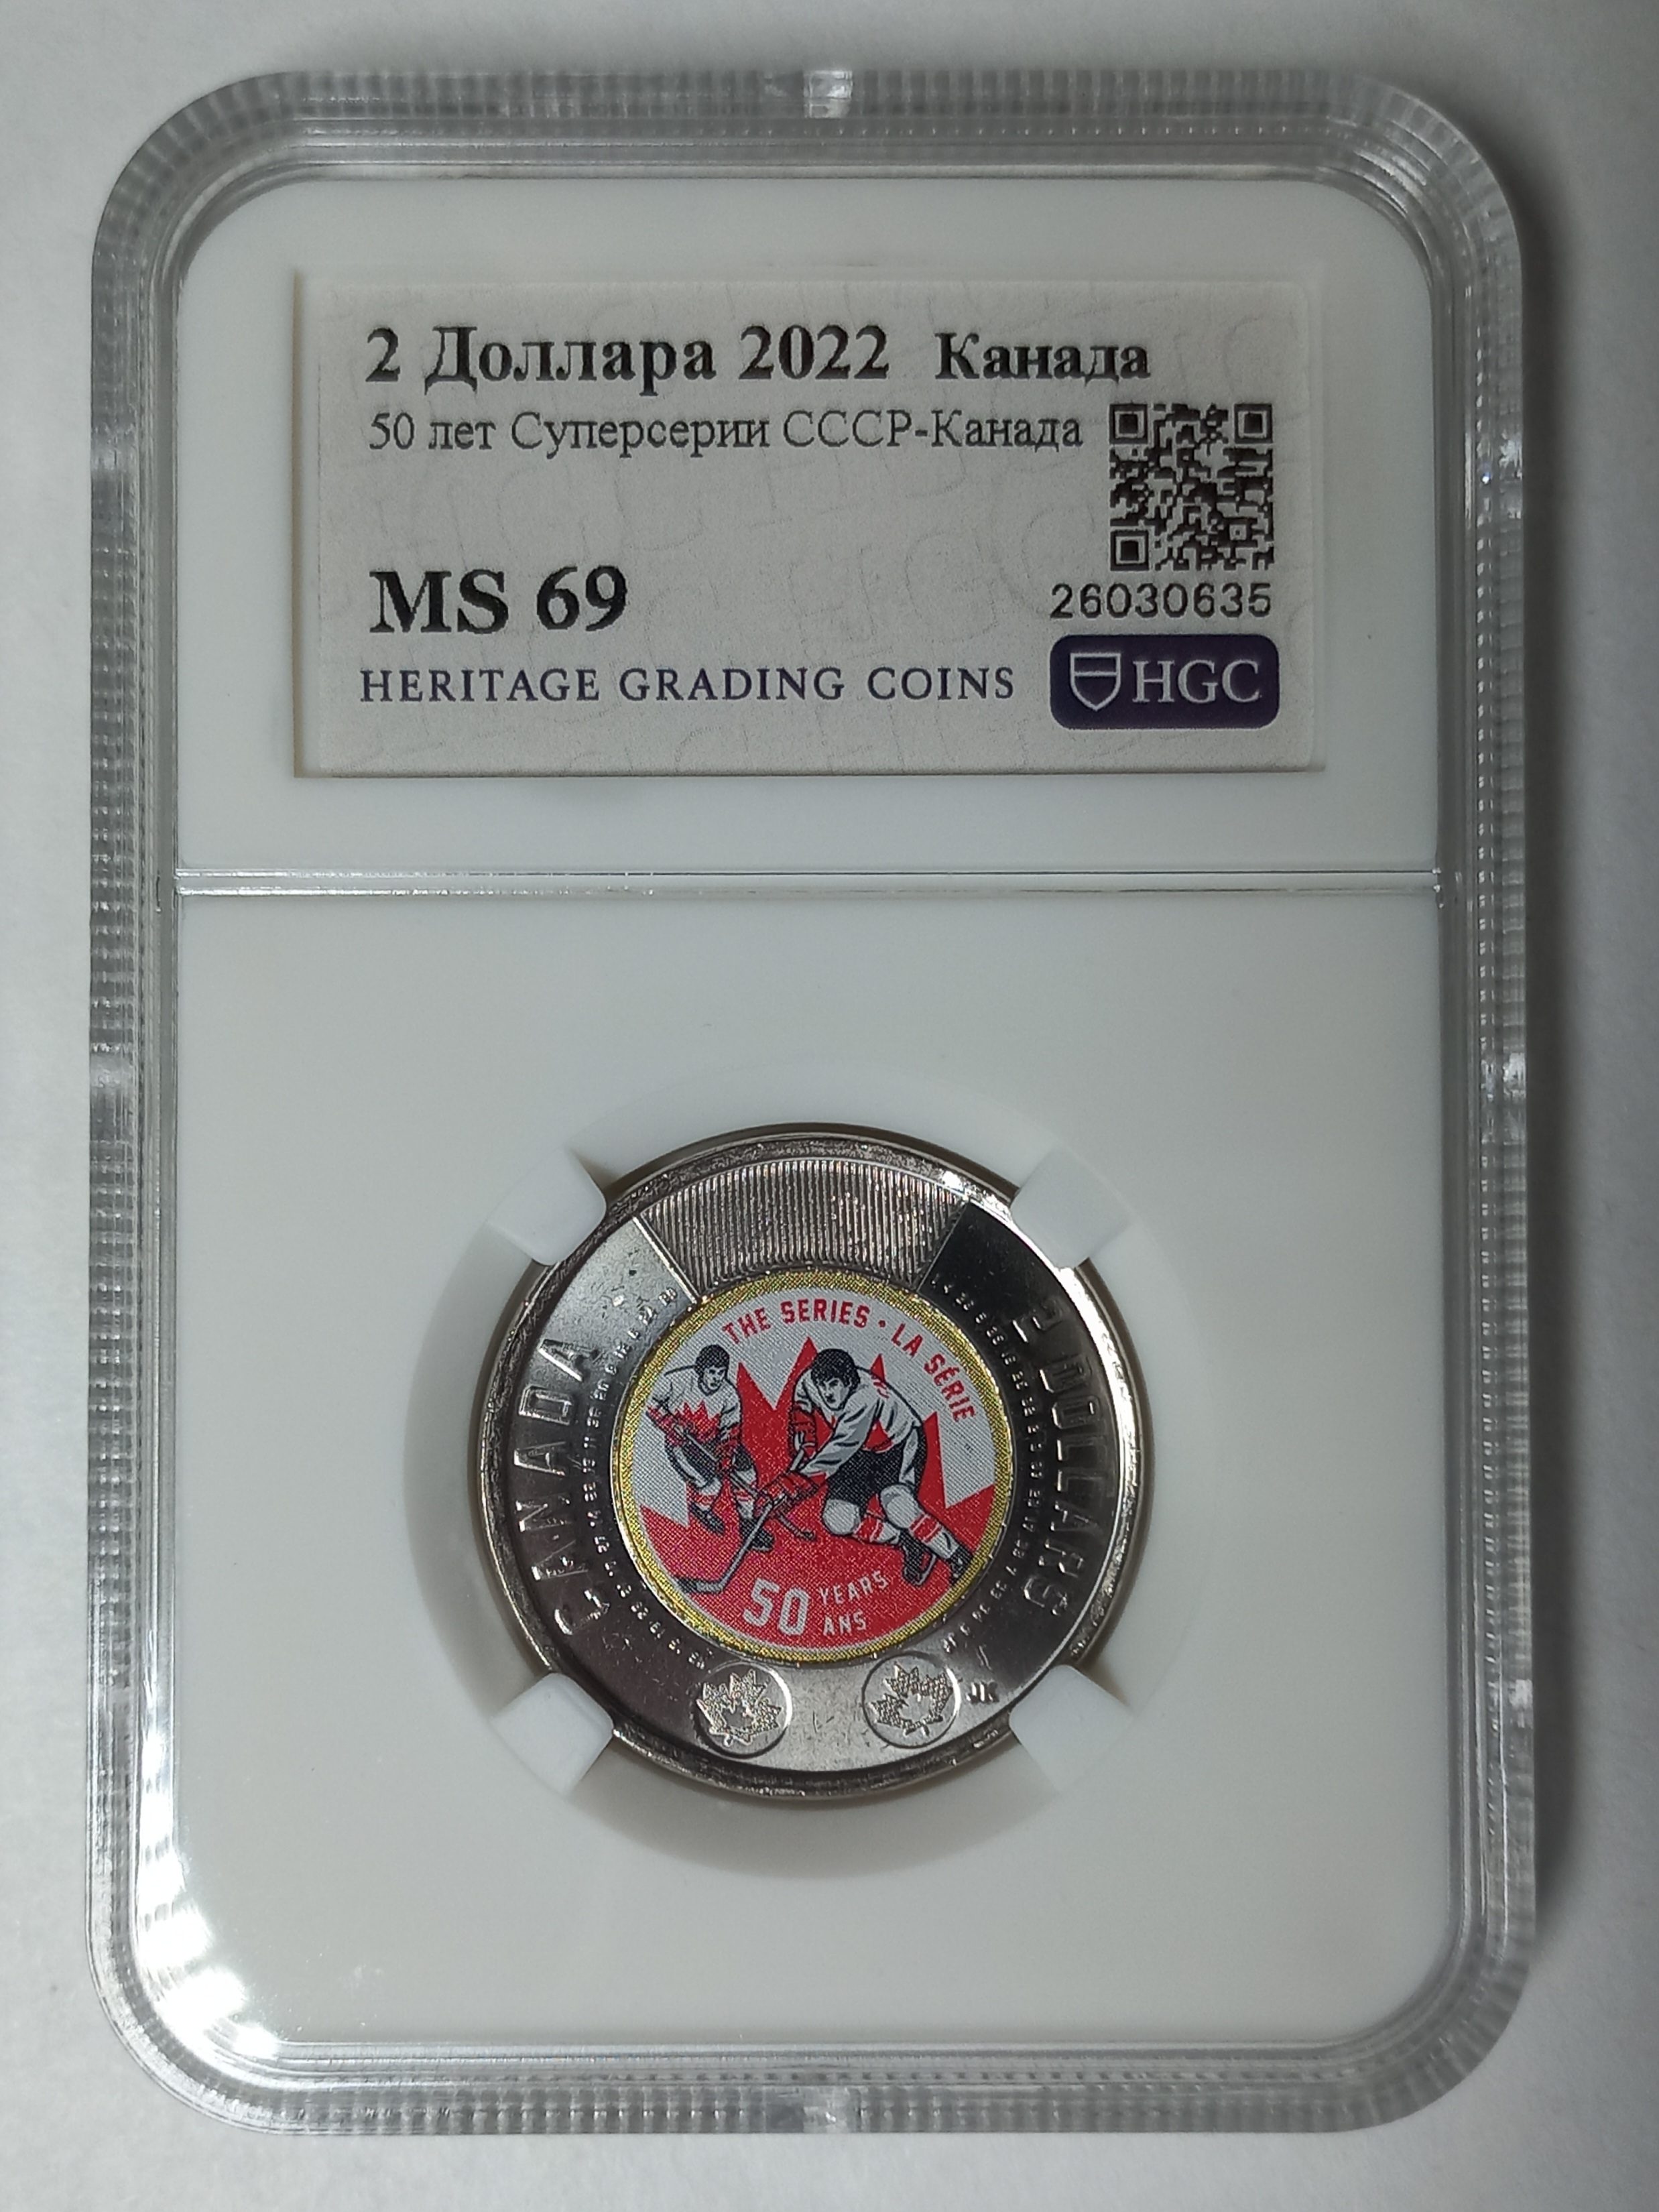 2 Доллара 2022 Канада
50 лет Суперсерии СССР-Канада
MS 69
26030635
HERITAGE GRADING COINS HGC
THE SERIES · LA SÉRIE
CANADA
2 DOLLARS
50 YEARS
ANS
JK